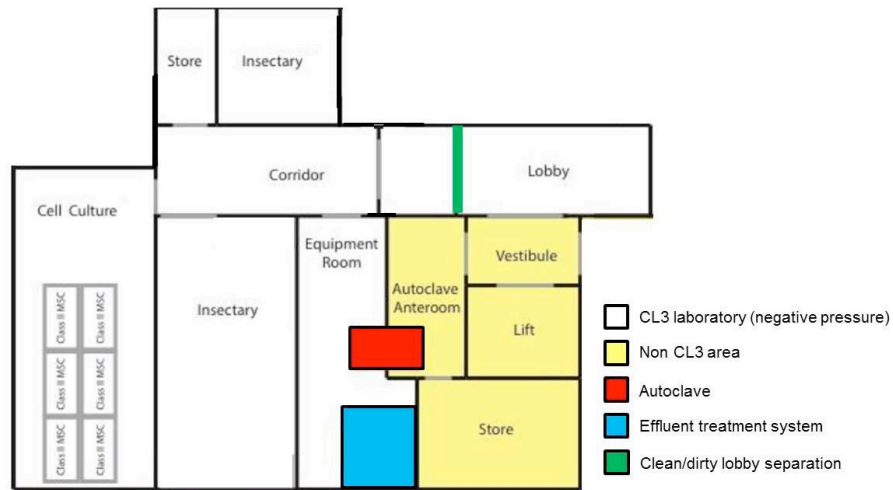 Store
Insectary
Corridor
Lobby
Cell Culture
Equipment
Room
Vestibule
Autoclave
Anteroom
Insectary
Lift
Class II MSC
Class II MSC
Class II MSC
Class II MSC
Class II MSC
Class II MSC
Store
CL3 laboratory (negative pressure)
Non CL3 area
Autoclave
Effluent treatment system
Clean/dirty lobby separation